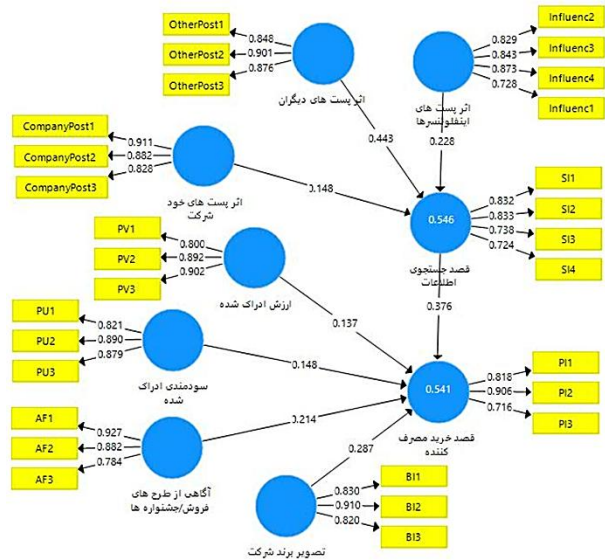 OtherPost1
OtherPost2
OtherPost3
0.848
0.901
0.876
اثر پست های دیگران
Influenc2
Influenc3
Influenc4
Influenc1
0.829
0.843
0.873
0.728
اثر پست های
اینفلوئنسرها
0.443
0.228
CompanyPost1
CompanyPost2
CompanyPost3
0.911
0.882
0.828
اثر پست های خود
شرکت
0.148
0.546
قصد جستجوی
اطلاعات
0.832
0.833
0.738
0.724
SI1
SI2
SI3
SI4
PV1
PV2
PV3
0.800
0.892
0.902
ارزش ادراک شده
0.137
0.376
PU1
PU2
PU3
0.821
0.890
0.879
سودمندی ادراک
شده
0.148
0.541
قصد خرید مصرف
کننده
0.818
0.906
0.716
PI1
PI2
PI3
AF1
AF2
AF3
0.927
0.882
0.784
آگاهی از طرح های
فروش/جشنواره ها
0.214
0.287
تصویر برند شرکت
0.830
0.910
0.820
BI1
BI2
BI3